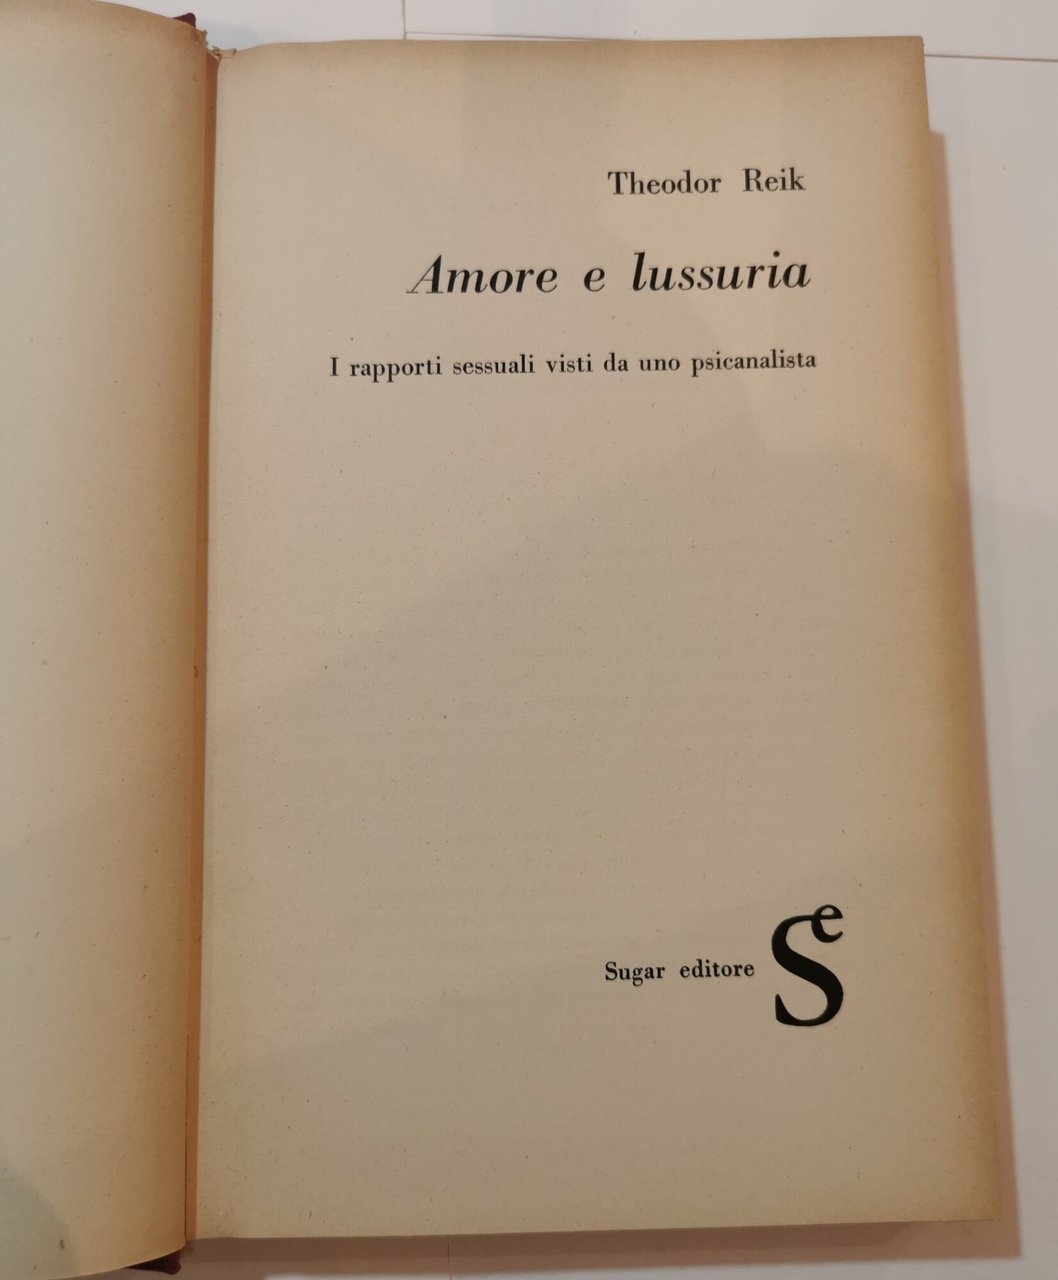 Theodor Reik
Amore e lussuria
I rapporti sessuali visti da uno psicanalista
Sugar editore
Se